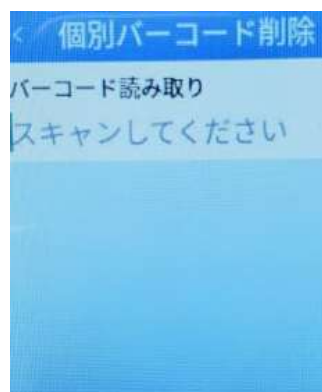 < 個別バーコード削除
バーコード読み取り
スキャンしてください